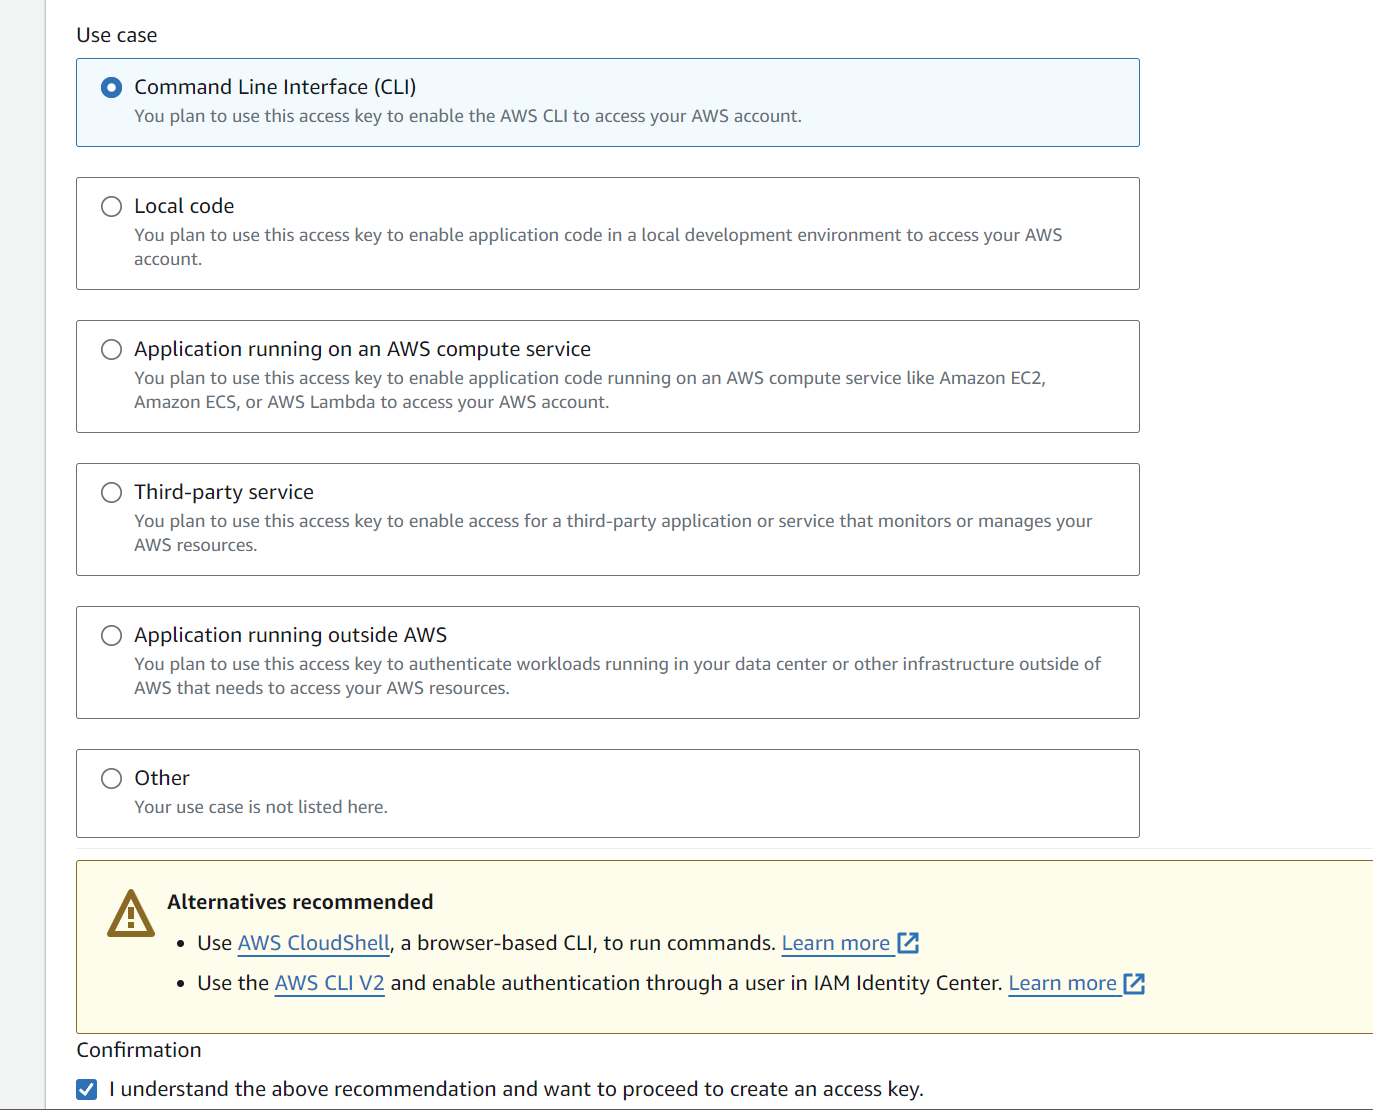 Use case
Command Line Interface (CLI)
You plan to use this access key to enable the AWS CLI to access your AWS account.
Local code
You plan to use this access key to enable application code in a local development environment to access your AWS
account.
Application running on an AWS compute service
You plan to use this access key to enable application code running on an AWS compute service like Amazon EC2,
Amazon ECS, or AWS Lambda to access your AWS account.
Third-party service
You plan to use this access key to enable access for a third-party application or service that monitors or manages your
AWS resources.
Application running outside AWS
You plan to use this access key to authenticate workloads running in your data center or other infrastructure outside of
AWS that needs to access your AWS resources.
Other
Your use case is not listed here.
Alternatives recommended
• Use AWS CloudShell, a browser-based CLI, to run commands. Learn more
• Use the AWS CLI V2 and enable authentication through a user in IAM Identity Center. Learn more
Confirmation
I understand the above recommendation and want to proceed to create an access key.